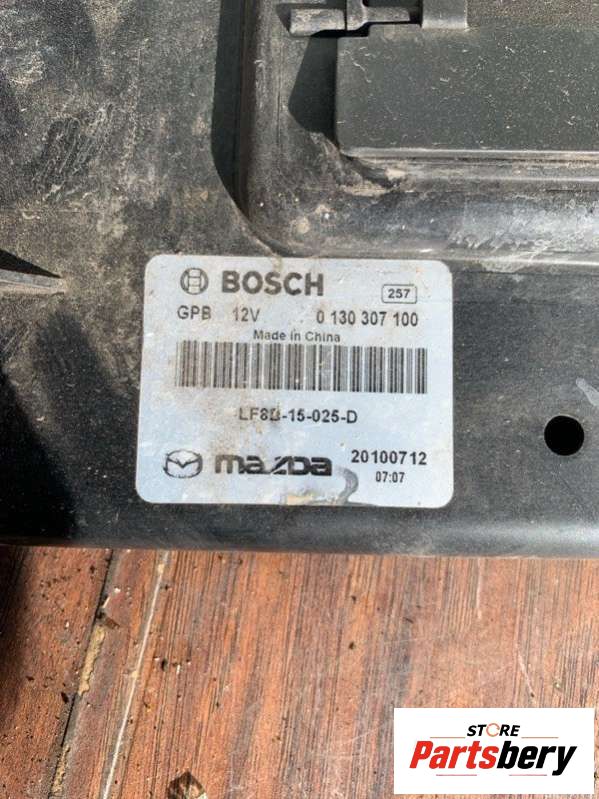 BOSCH
257
GPB 12V 0 130 307 100
Made in China
LF8B-15-025-D
mazda 20100712
07:07
STORE
Partsbery